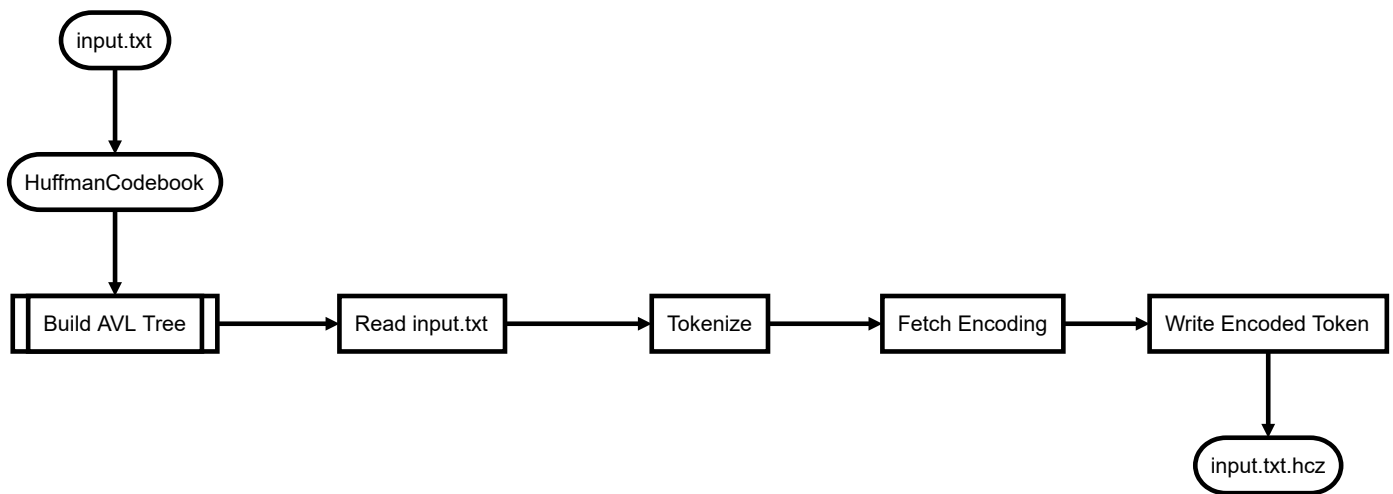 input.txt
HuffmanCodebook
Build AVL Tree
Read input.txt
Tokenize
Fetch Encoding
Write Encoded Token
input.txt.hcz